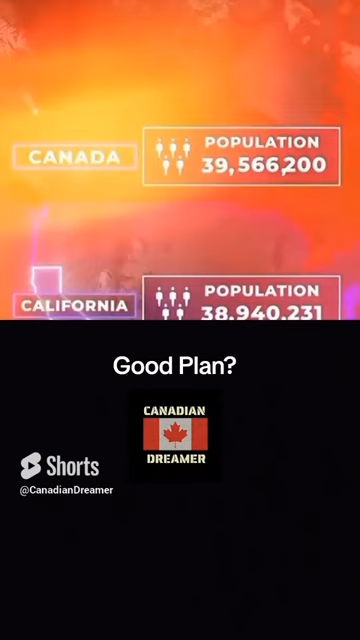 CANADA
POPULATION
39,566,200
CALIFORNIA
POPULATION
38,940,231
Good Plan?
CANADIAN
DREAMER
Shorts
@CanadianDreamer